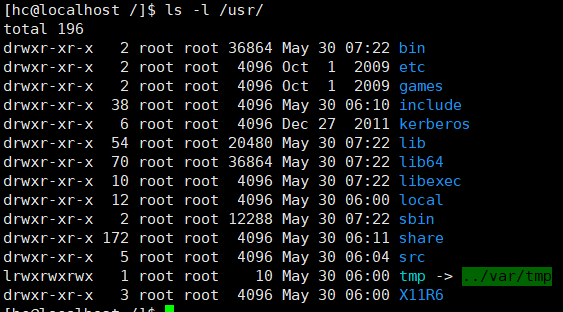 [hc@localhost /]$ ls -l /usr/
total 196
drwxr-xr-x   2 root root 36864 May 30 07:22 bin
drwxr-xr-x   2 root root  4096 Oct  1  2009 etc
drwxr-xr-x   2 root root  4096 Oct  1  2009 games
drwxr-xr-x  38 root root  4096 May 30 06:10 include
drwxr-xr-x   6 root root  4096 Dec 27  2011 kerberos
drwxr-xr-x  54 root root 20480 May 30 07:22 lib
drwxr-xr-x  70 root root 36864 May 30 07:22 lib64
drwxr-xr-x  10 root root  4096 May 30 07:22 libexec
drwxr-xr-x  12 root root  4096 May 30 06:00 local
drwxr-xr-x   2 root root 12288 May 30 07:22 sbin
drwxr-xr-x 172 root root  4096 May 30 06:11 share
drwxr-xr-x   5 root root  4096 May 30 06:04 src
lrwxrwxrwx   1 root root    10 May 30 06:00 tmp -> ../var/tmp
drwxr-xr-x   3 root root  4096 May 30 06:00 X11R6
[hc@localhost /]$